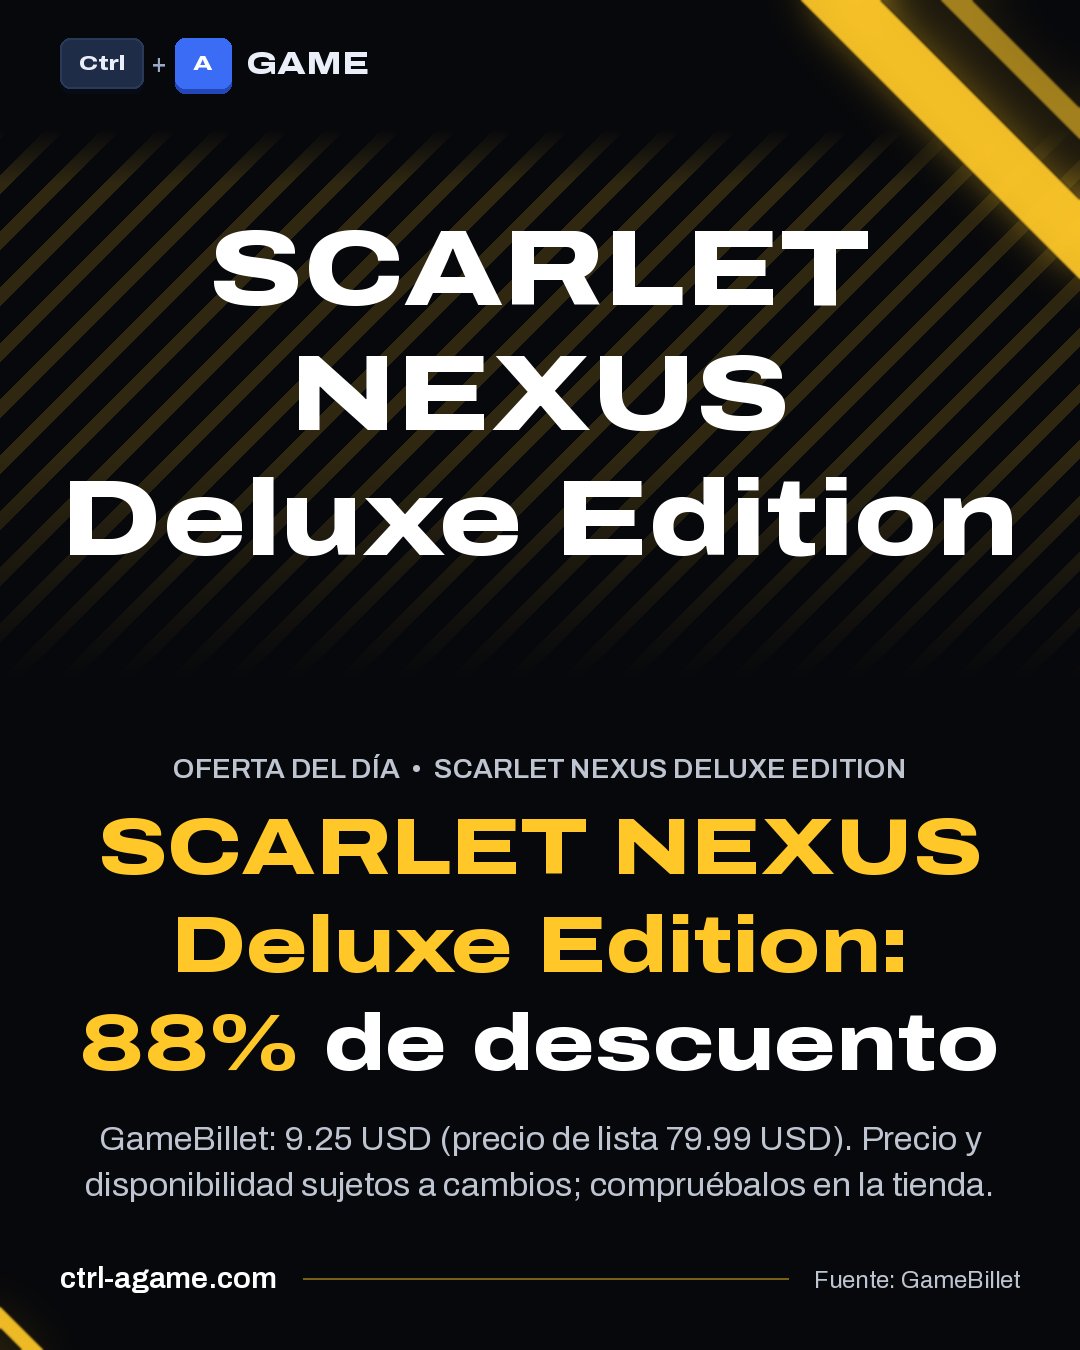 Ctrl + A GAME
SCARLET
NEXUS
Deluxe Edition
OFERTA DEL DÍA • SCARLET NEXUS DELUXE EDITION
SCARLET NEXUS
Deluxe Edition:
88% de descuento
GameBillet: 9.25 USD (precio de lista 79.99 USD). Precio y
disponibilidad sujetos a cambios; compruébalos en la tienda.
ctrl-agame.com
Fuente: GameBillet